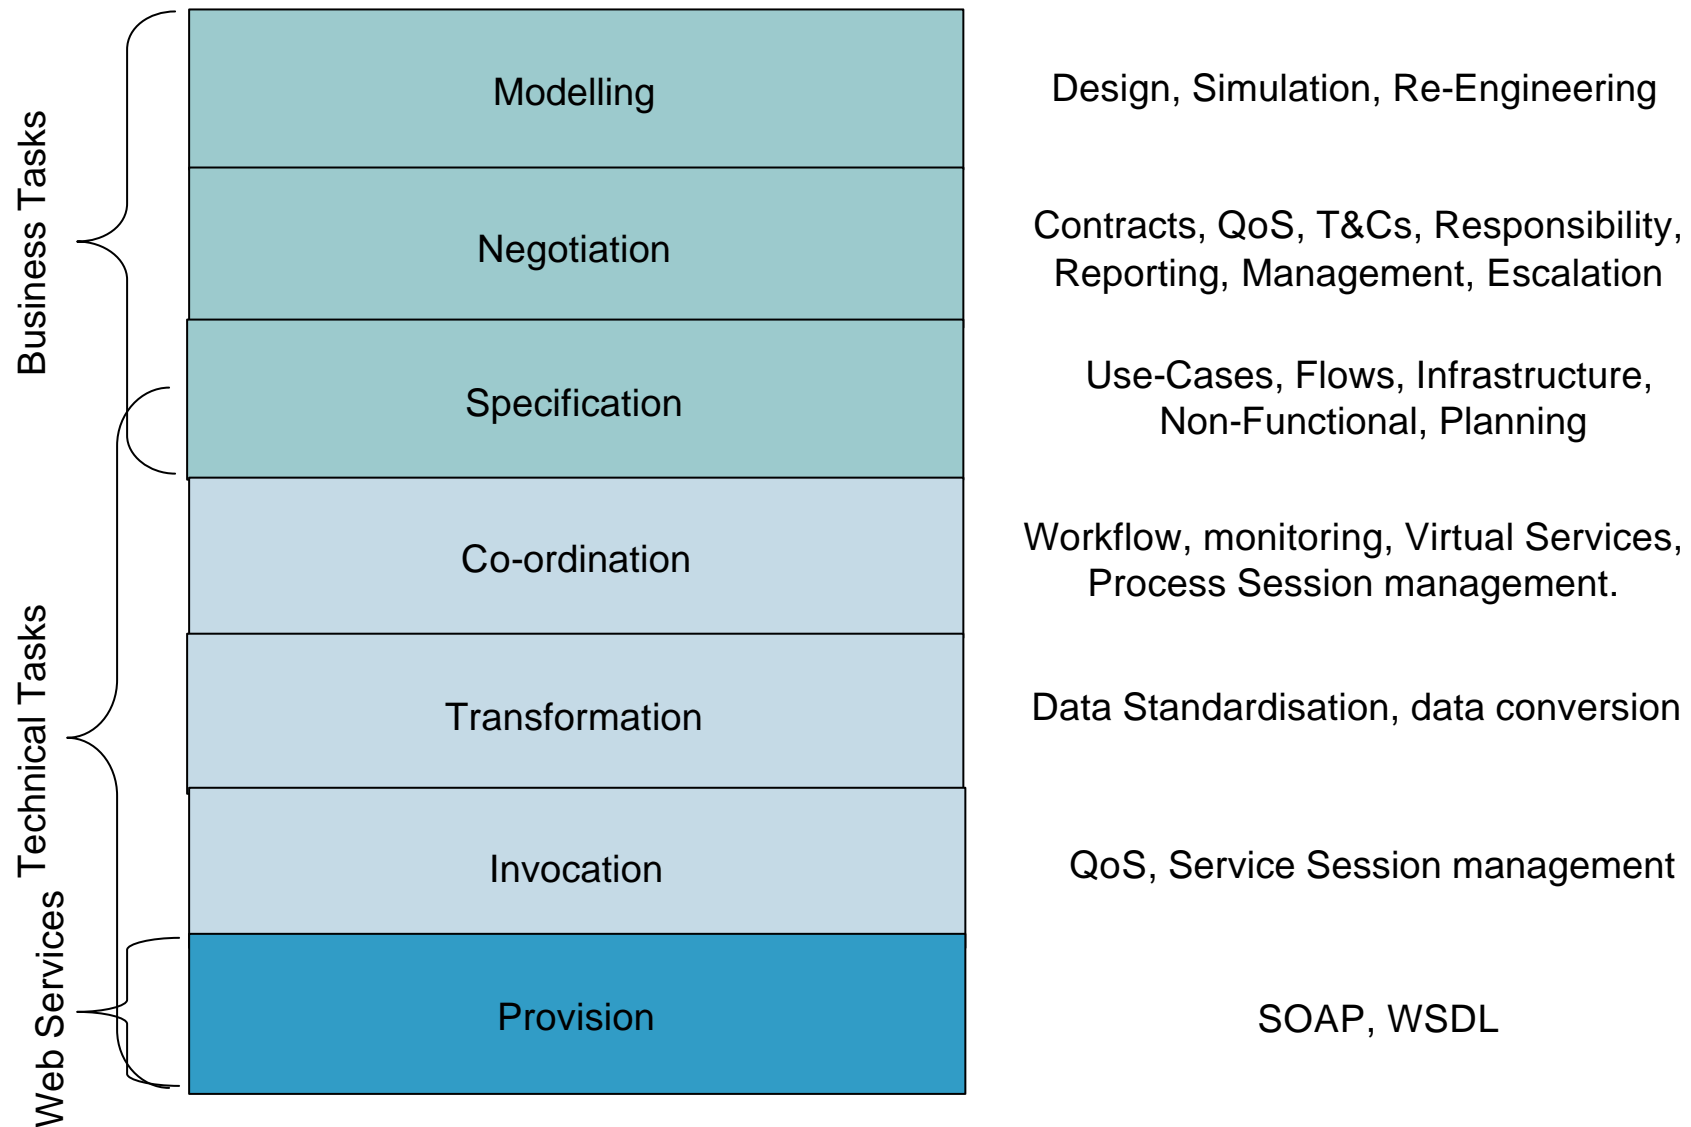 Business Tasks
Technical Tasks
Web Services
Modelling
Design, Simulation, Re-Engineering
Negotiation
Contracts, QoS, T&Cs, Responsibility,
Reporting, Management, Escalation
Specification
Use-Cases, Flows, Infrastructure,
Non-Functional, Planning
Co-ordination
Workflow, monitoring, Virtual Services,
Process Session management.
Transformation
Data Standardisation, data conversion
Invocation
QoS, Service Session management
Provision
SOAP, WSDL